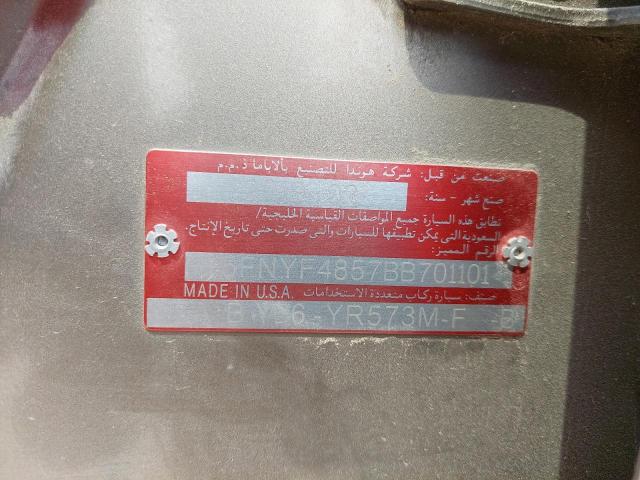 صنعت من قبل: شركة هوندا للتصنيع بألاباما ذ.م.م
صنع شهر - سنة:
تطابق هذه السيارة جميع المواصفات القياسية الخليجية/
السعودية التي يمكن تطبيقها للسيارات والتي صدرت حتى تاريخ الإنتاج.
الرقم المميز:
5FNYF4857BB701101
MADE IN U.S.A. صنف: سيارة ركاب متعددة الاستخدامات
YR573M-F B